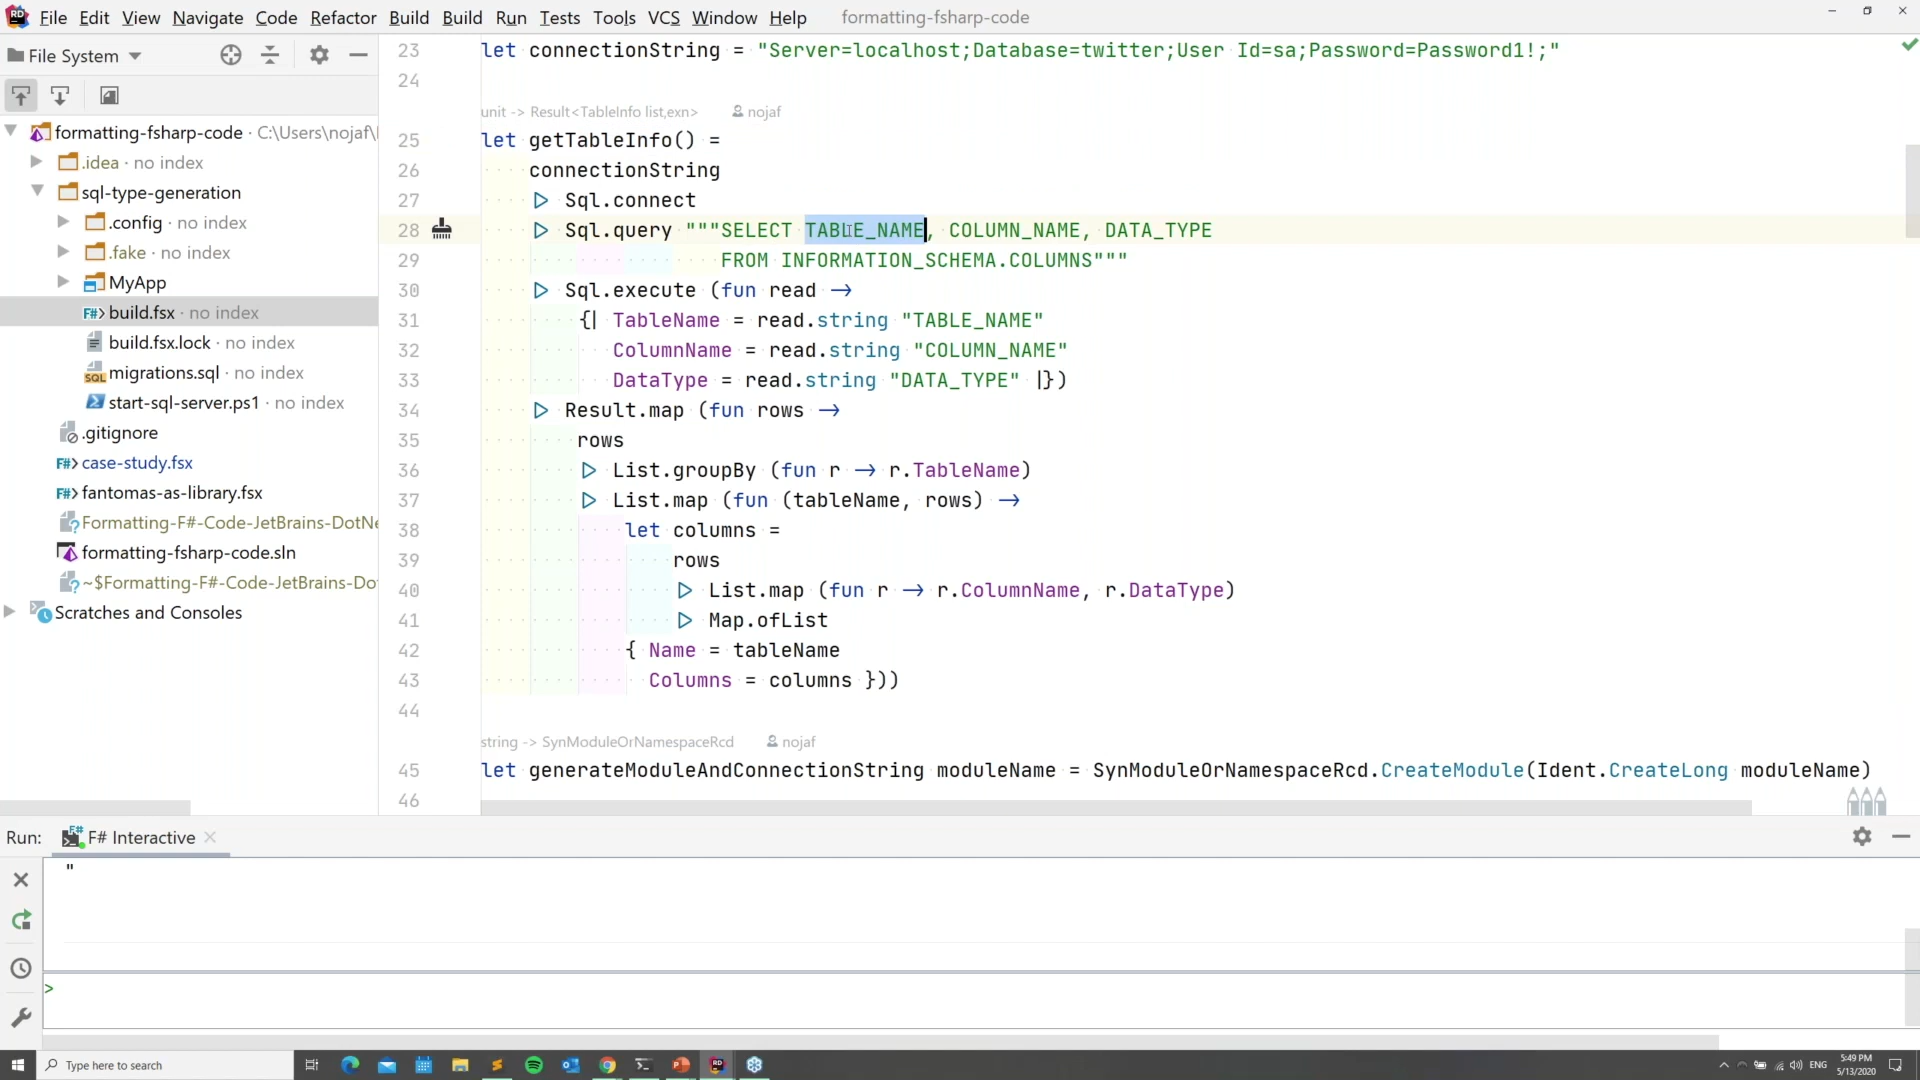 File Edit View Navigate Code Refactor Build Build Run Tests Tools VCS Window Help formatting-fsharp-code
File System
formatting-fsharp-code · C:\Users\nojaf\
.idea · no index
sql-type-generation
.config · no index
.fake · no index
MyApp
F#> build.fsx · no index
build.fsx.lock · no index
SQL migrations.sql · no index
start-sql-server.ps1 · no index
.gitignore
F#> case-study.fsx
F#> fantomas-as-library.fsx
Formatting-F#-Code-JetBrains-DotNe
formatting-fsharp-code.sln
~$Formatting-F#-Code-JetBrains-Do
Scratches and Consoles
23 let connectionString = "Server=localhost;Database=twitter;User Id=sa;Password=Password1!;"
24
unit -> Result<TableInfo list,exn> nojaf
25 let getTableInfo() =
26 connectionString
27 ▷ Sql.connect
28 ▷ Sql.query """SELECT TABLE_NAME, COLUMN_NAME, DATA_TYPE
29 FROM INFORMATION_SCHEMA.COLUMNS"""
30 ▷ Sql.execute (fun read →
31 {| TableName = read.string "TABLE_NAME"
32 ColumnName = read.string "COLUMN_NAME"
33 DataType = read.string "DATA_TYPE" |})
34 ▷ Result.map (fun rows →
35 rows
36 ▷ List.groupBy (fun r → r.TableName)
37 ▷ List.map (fun (tableName, rows) →
38 let columns =
39 rows
40 ▷ List.map (fun r → r.ColumnName, r.DataType)
41 ▷ Map.ofList
42 { Name = tableName
43 Columns = columns }))
44
string -> SynModuleOrNamespaceRcd nojaf
45 let generateModuleAndConnectionString moduleName = SynModuleOrNamespaceRcd.CreateModule(Ident.CreateLong moduleName)
46
Run: F# Interactive
"
>
Type here to search
ENG
5:49 PM
5/13/2020